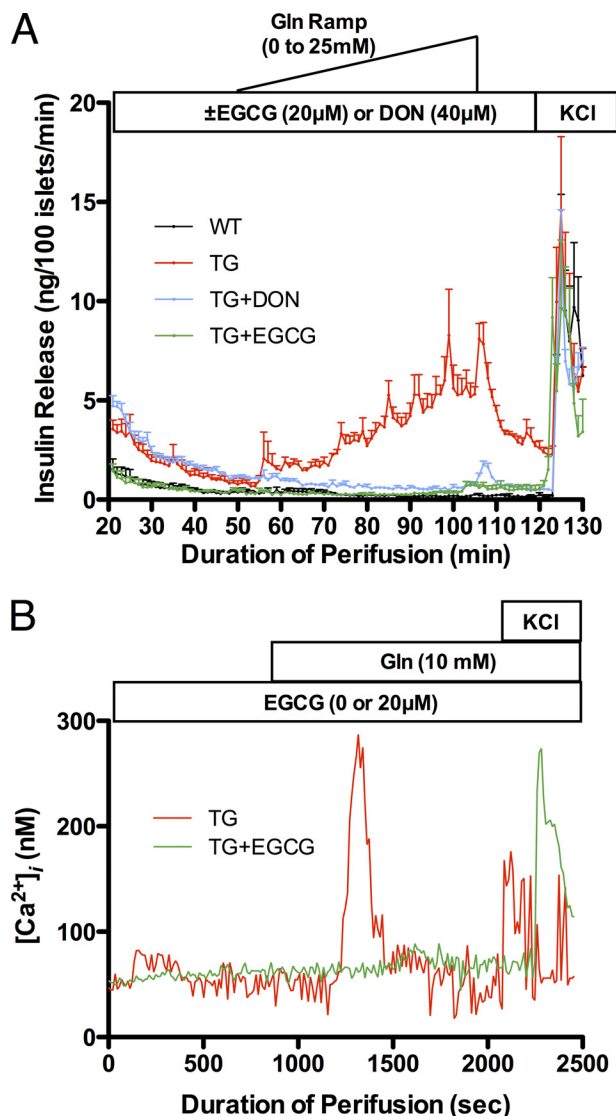 A
Gln Ramp
(0 to 25mM)
±EGCG (20µM) or DON (40µM)
KCl
20
15
10
5
0
Insulin Release (ng/100 islets/min)
WT
TG
TG+DON
TG+EGCG
20 30 40 50 60 70 80 90 100 110 120 130
Duration of Perifusion (min)
B
KCl
Gln (10 mM)
EGCG (0 or 20µM)
300
200
100
0
[Ca2+]i (nM)
TG
TG+EGCG
0 500 1000 1500 2000 2500
Duration of Perifusion (sec)